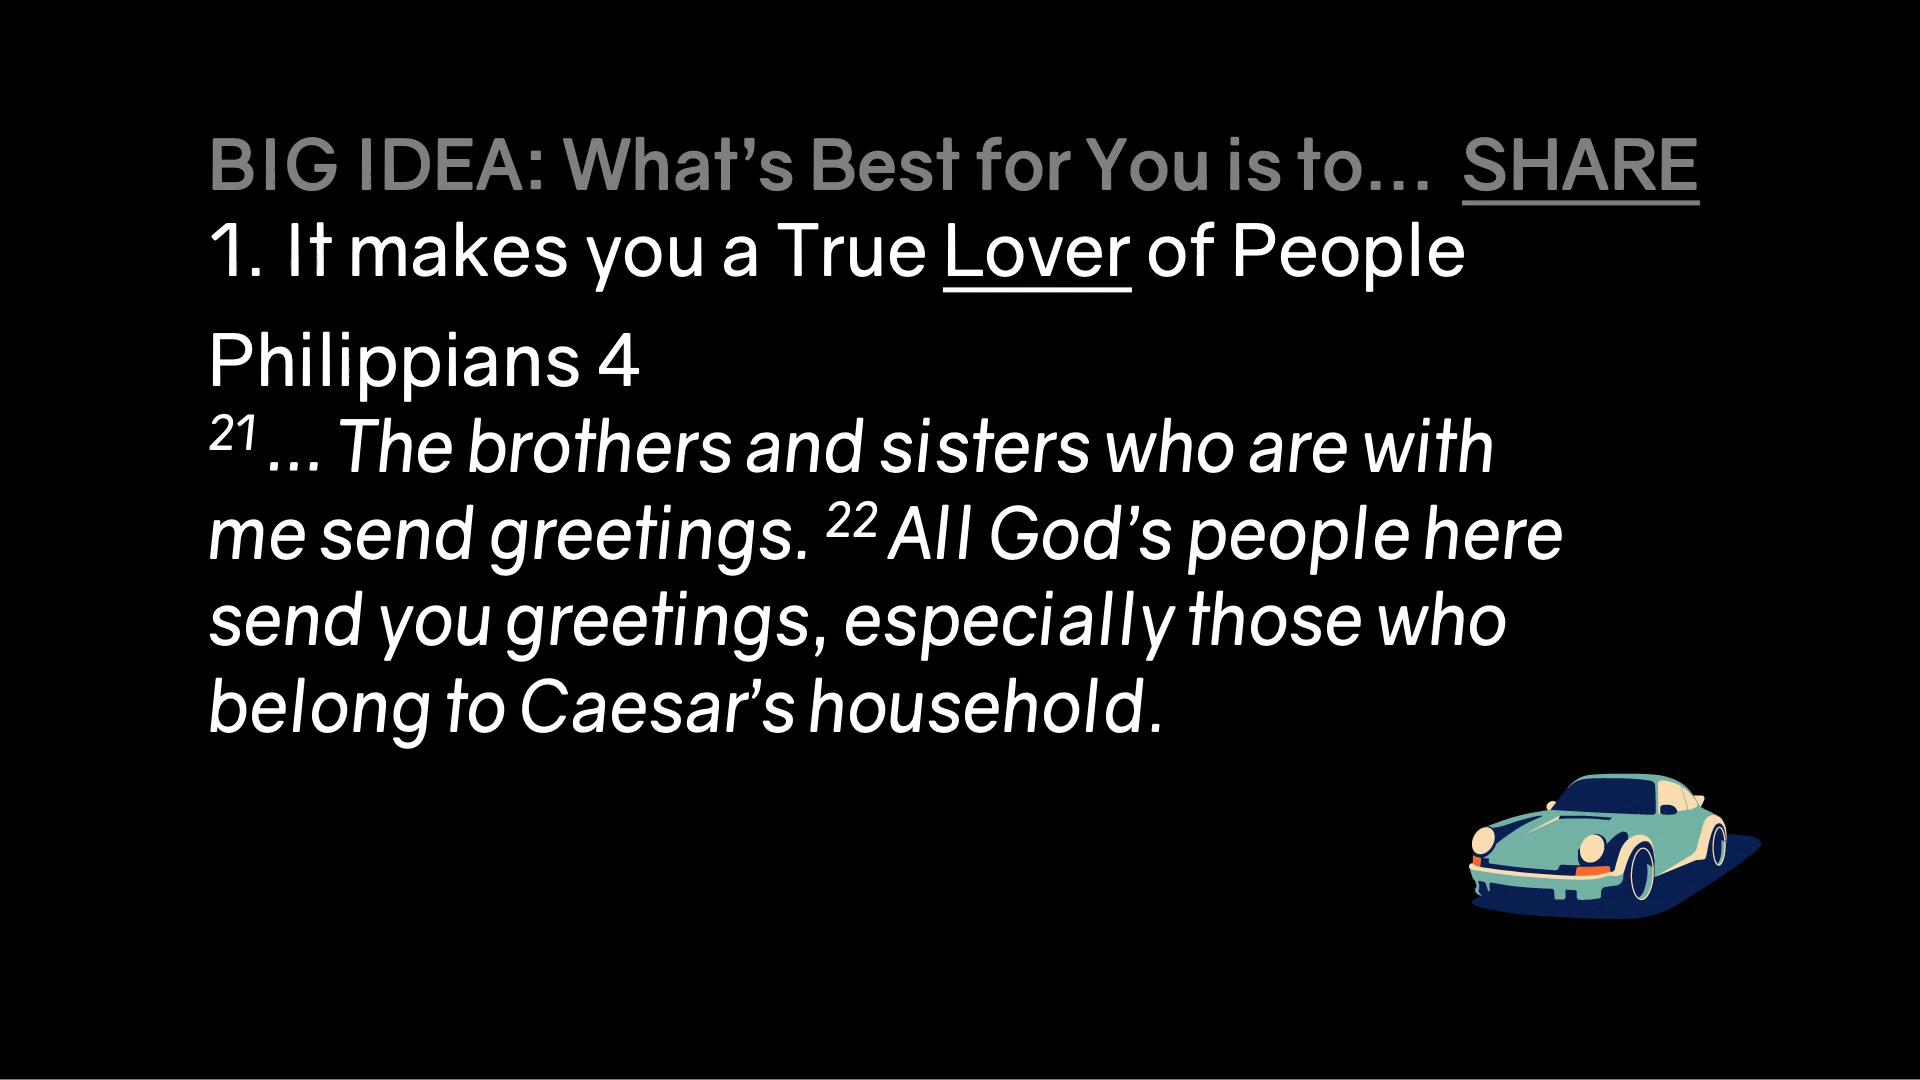 BIG IDEA: What’s Best for You is to… SHARE
1. It makes you a True Lover of People
Philippians 4
21… The brothers and sisters who are with
me send greetings. 22 All God’s people here
send you greetings, especially those who
belong to Caesar’s household.